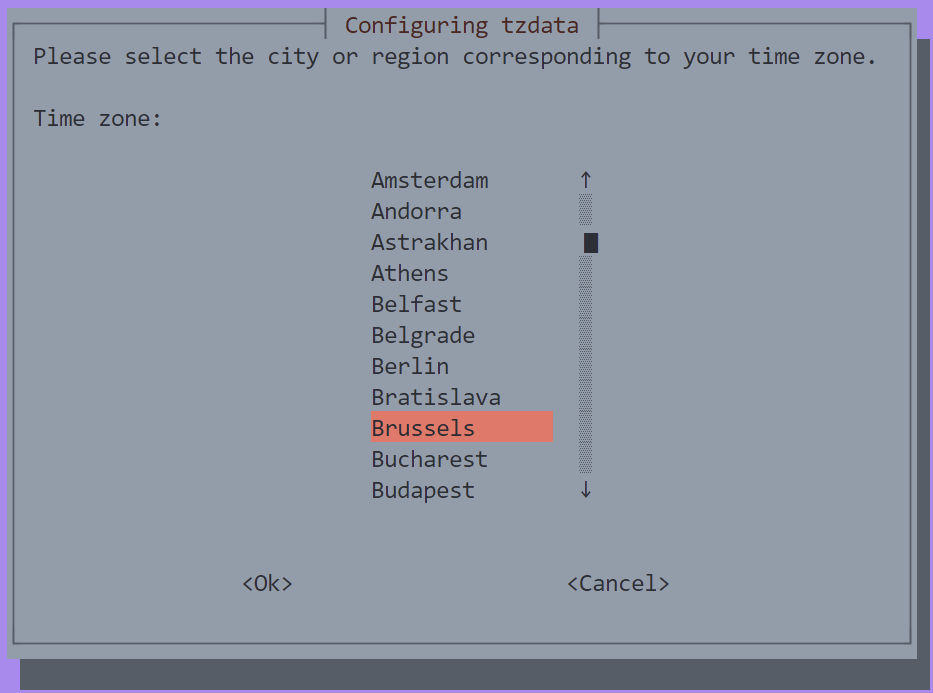 Configuring tzdata
Please select the city or region corresponding to your time zone.
Time zone:
Amsterdam ↑
Andorra
Astrakhan
Athens
Belfast
Belgrade
Berlin
Bratislava
Brussels
Bucharest
Budapest ↓
<Ok> <Cancel>